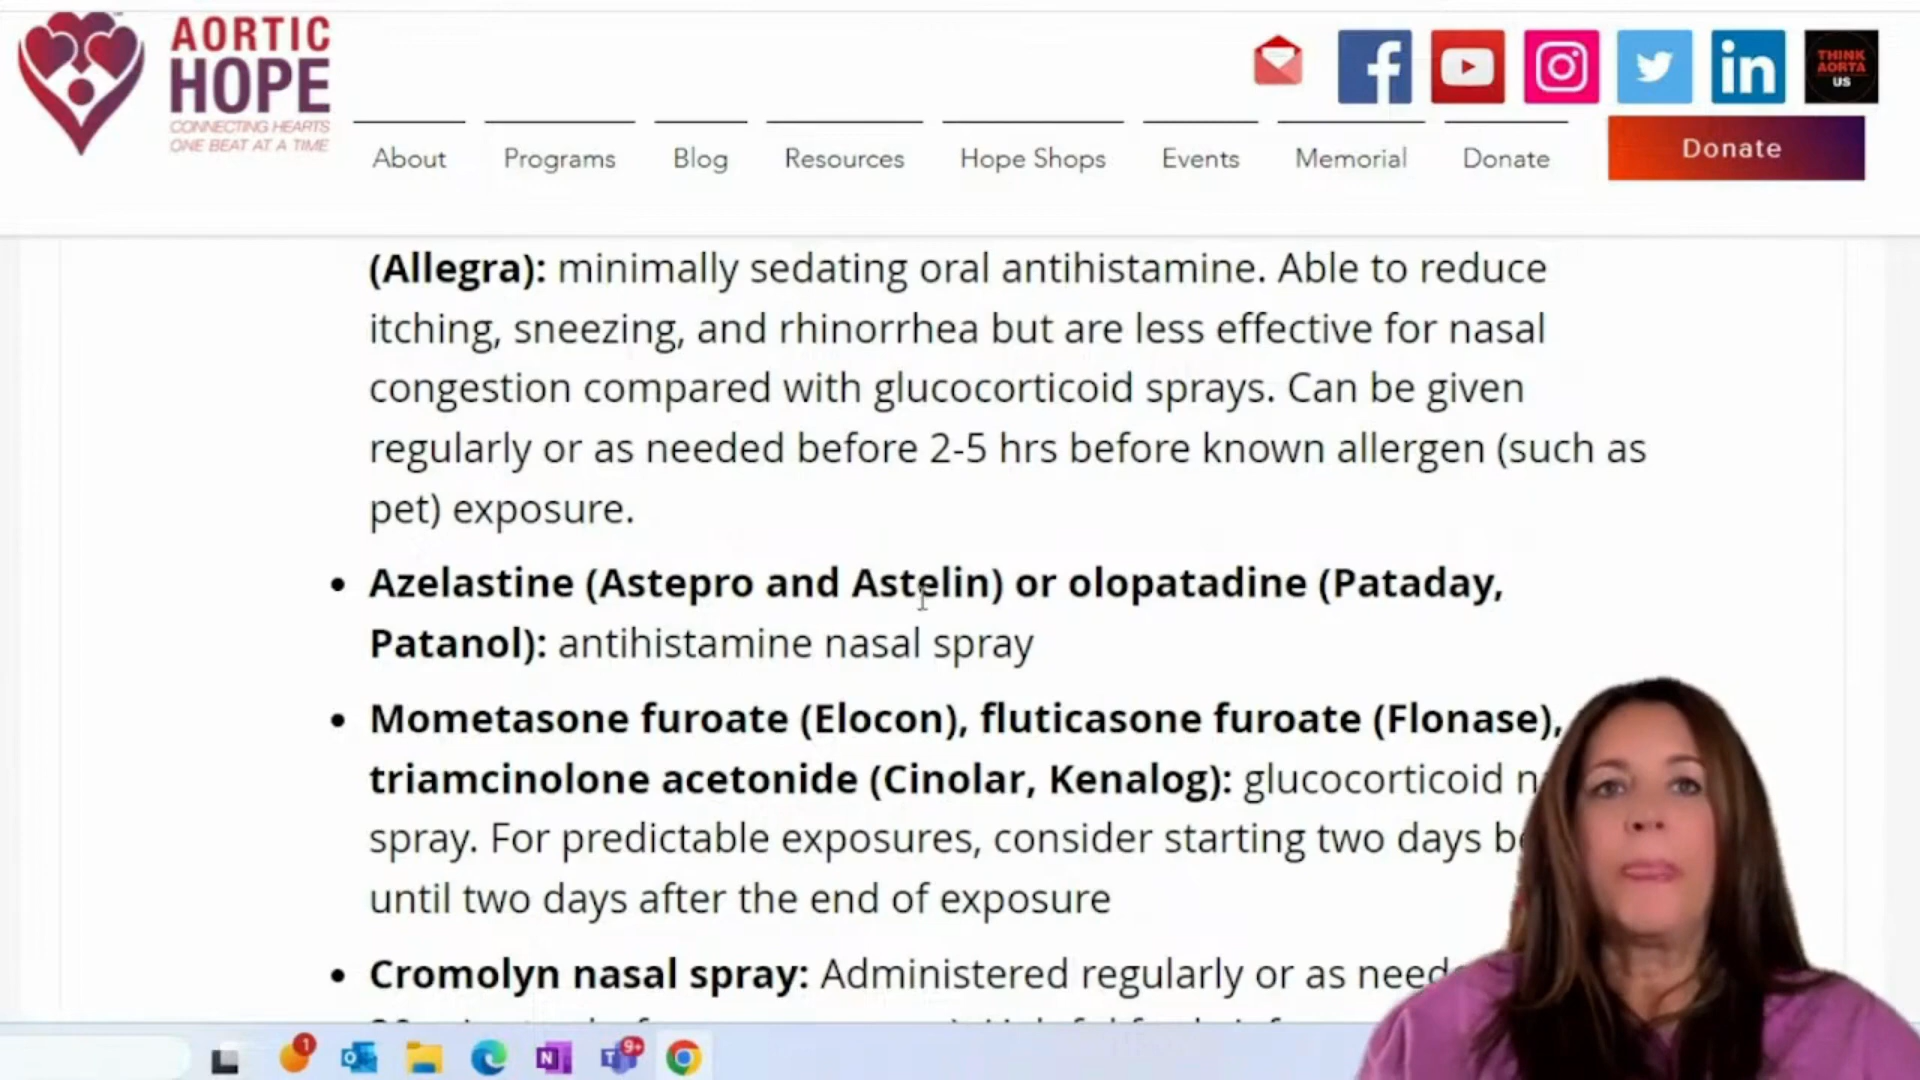 AORTIC
HOPE
CONNECTING HEARTS
ONE BEAT AT A TIME
THINK
AORTA
US
About
Programs
Blog
Resources
Hope Shops
Events
Memorial
Donate
Donate
(Allegra): minimally sedating oral antihistamine. Able to reduce
itching, sneezing, and rhinorrhea but are less effective for nasal
congestion compared with glucocorticoid sprays. Can be given
regularly or as needed before 2-5 hrs before known allergen (such as
pet) exposure.
• Azelastine (Astepro and Astelin) or olopatadine (Pataday,
Patanol): antihistamine nasal spray
• Mometasone furoate (Elocon), fluticasone furoate (Flonase),
triamcinolone acetonide (Cinolar, Kenalog): glucocorticoid
spray. For predictable exposures, consider starting two days
until two days after the end of exposure
• Cromolyn nasal spray: Administered regularly or as
1
9+